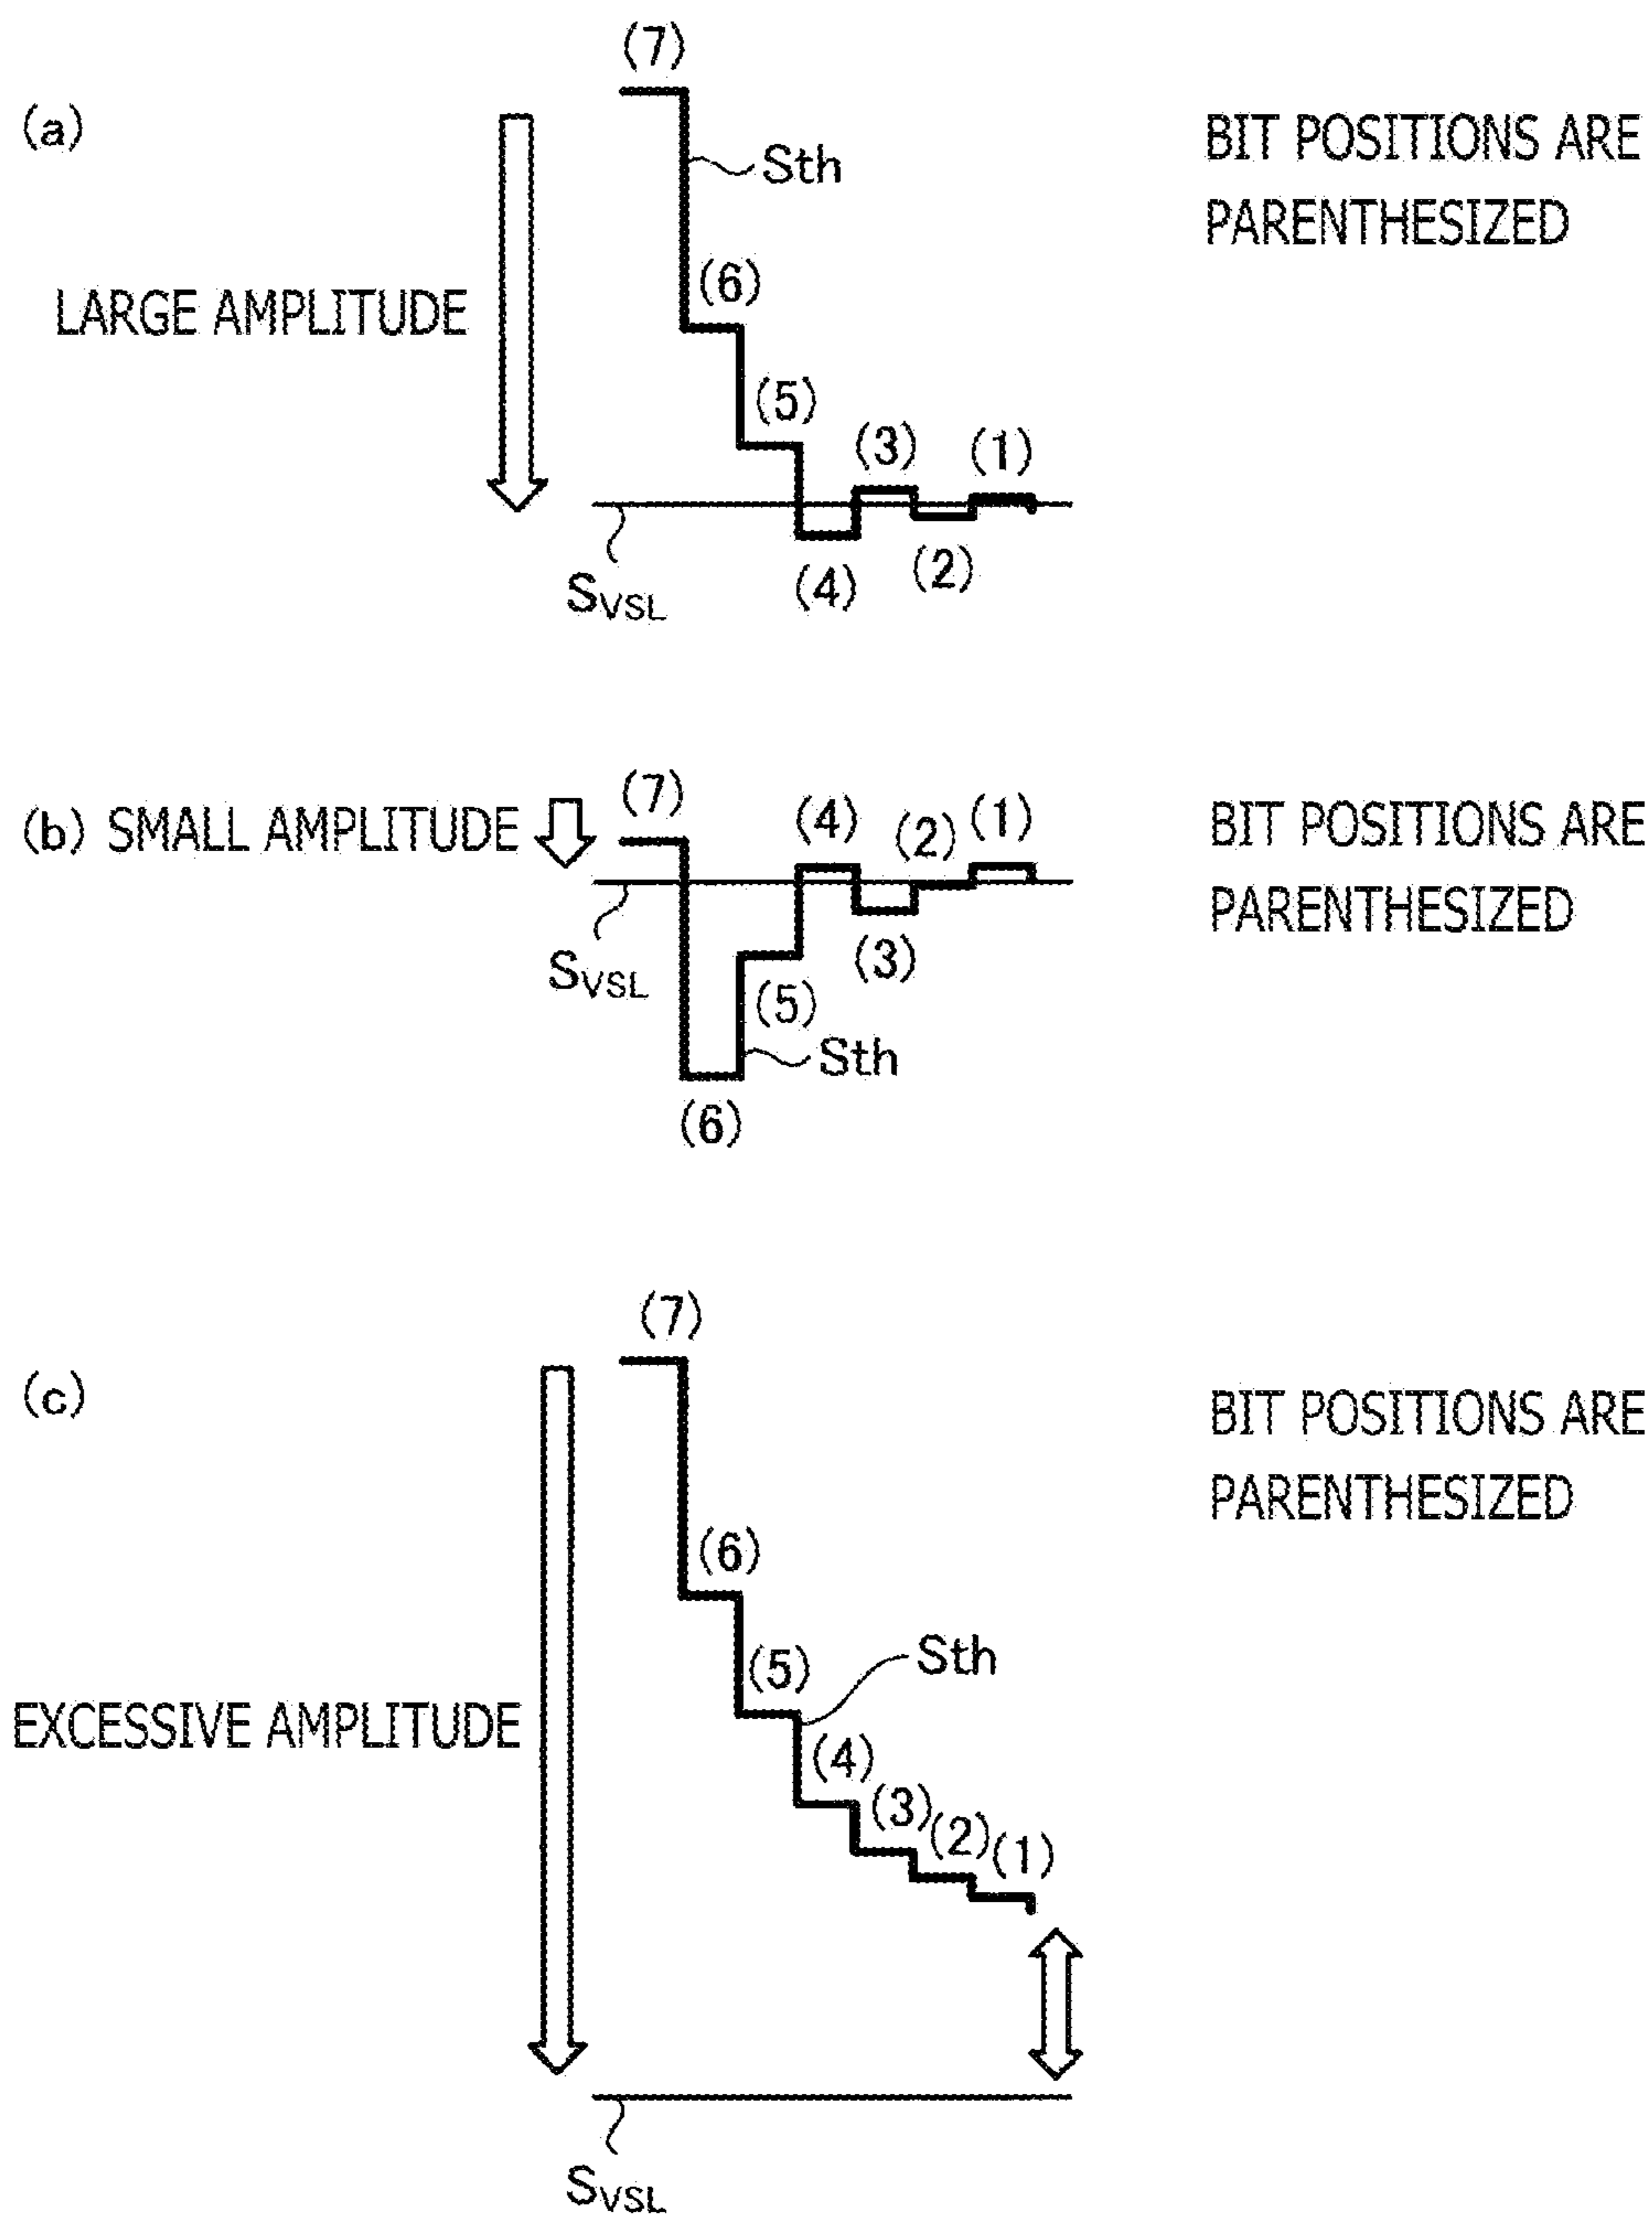 (7)
(a)
BIT POSITIONS ARE
PARENTHESIZED
Sth
(6)
LARGE AMPLITUDE
(5)
(3)
(1)
(2)
(4)
SVSL
(7)
(b) SMALL AMPLITUDE
(4)
(2)
(1)
BIT POSITIONS ARE
PARENTHESIZED
(3)
SVSL
(5)
Sth
(6)
(7)
(c)
BIT POSITIONS ARE
PARENTHESIZED
(6)
Sth
(5)
EXCESSIVE AMPLITUDE
(4)
(3)
(2)
(1)
SVSL